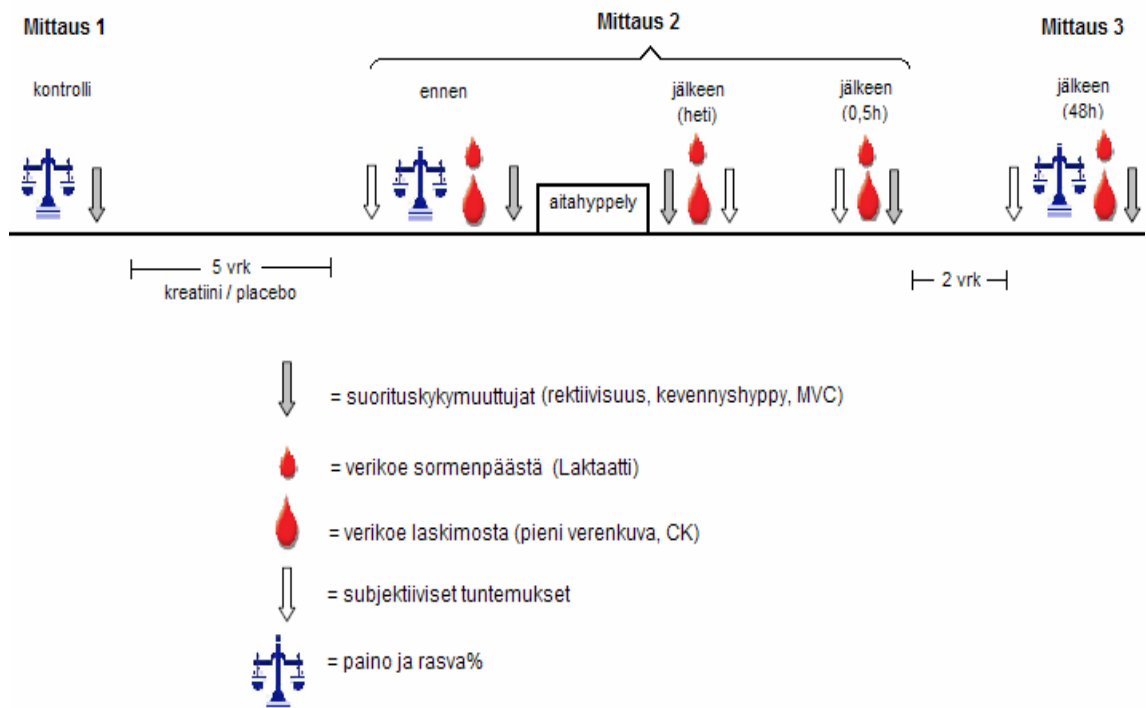 Mittaus 1
Mittaus 2
Mittaus 3
kontrolli
ennen
jälkeen
(heti)
jälkeen
(0,5h)
jälkeen
(48h)
aitahyppely
5 vrk
kreatiini / placebo
2 vrk
= suorituskykymuuttujat (rektiivisuus, kevennyshyppy, MVC)
= verikoe sormenpäästä (Laktaatti)
= verikoe laskimosta (pieni verenkuva, CK)
= subjektiiviset tuntemukset
= paino ja rasva%